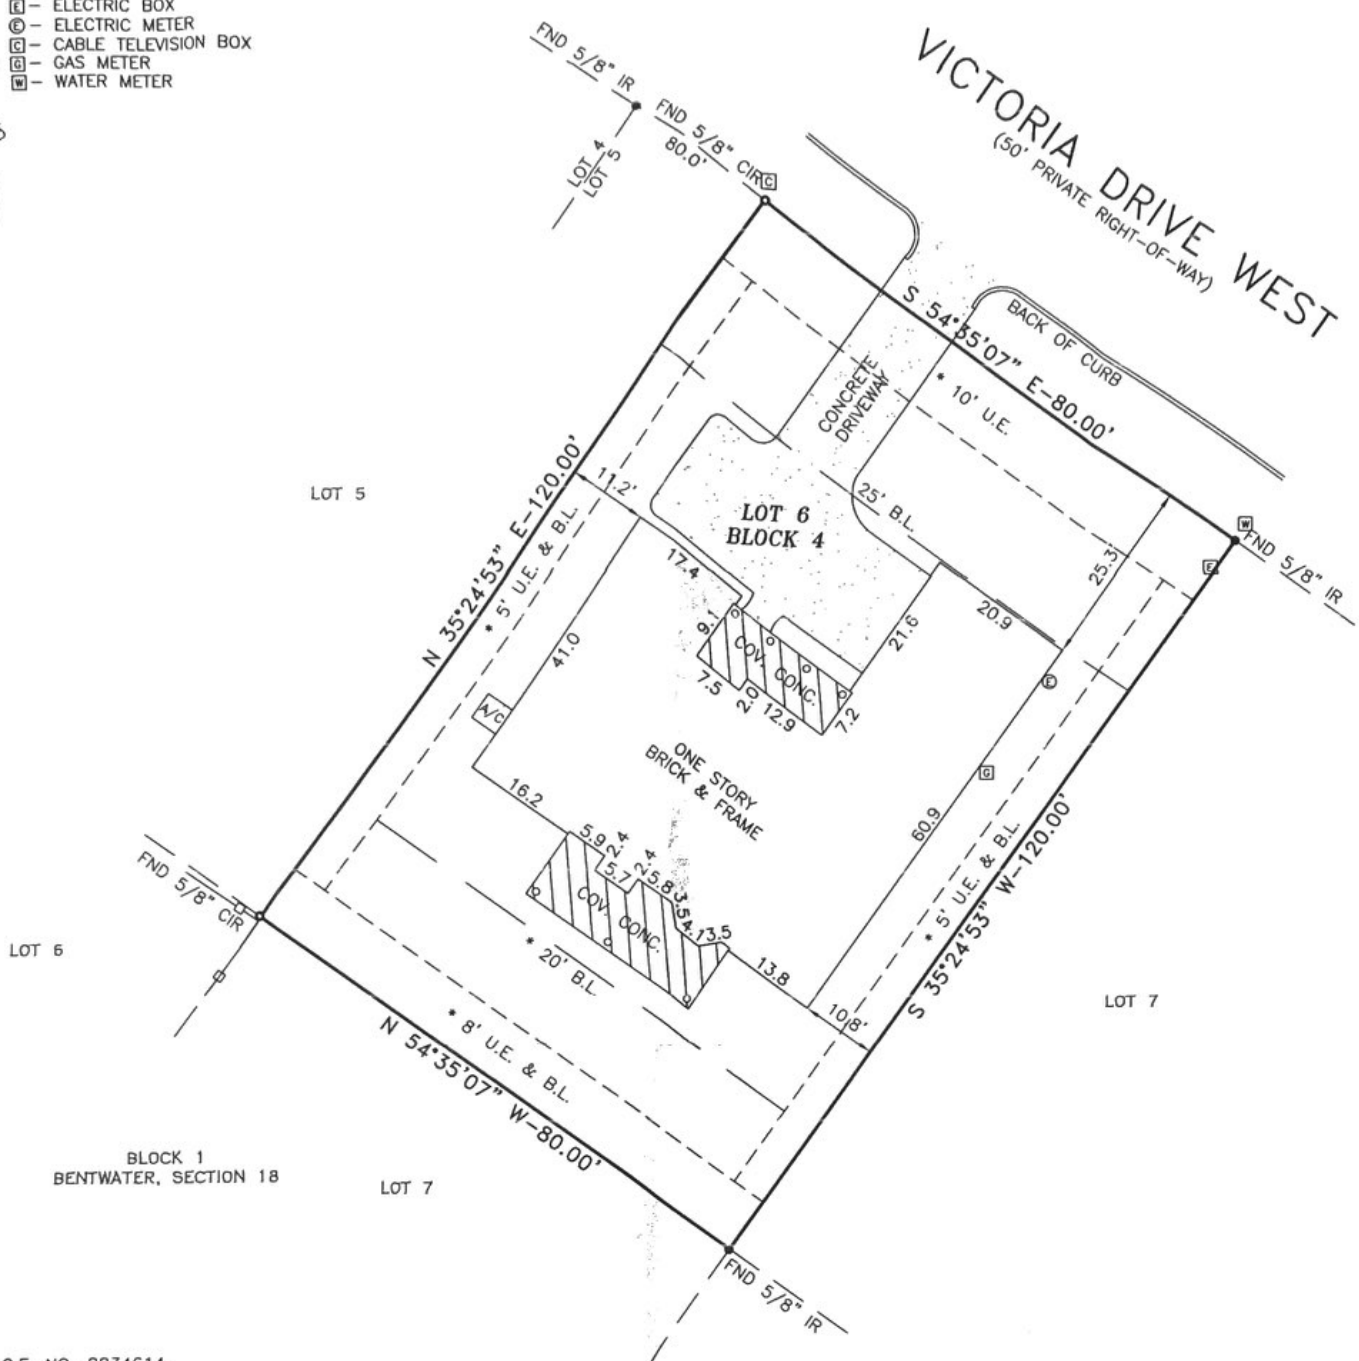 E – ELECTRIC BOX
E – ELECTRIC METER
C – CABLE TELEVISION BOX
G – GAS METER
W – WATER METER
VICTORIA DRIVE WEST
(50' PRIVATE RIGHT-OF-WAY)
FND 5/8" IR
FND 5/8" CIR
80.0'
C
LOT 4
LOT 5
S 54°35'07" E-80.00'
BACK OF CURB
CONCRETE
DRIVEWAY
* 10' U.E.
25' B.L.
LOT 5
N 35°24'53" E-120.00'
* 5' U.E. & B.L.
11.2'
LOT 6
BLOCK 4
W
FND 5/8" IR
E
25.3
17.4
20.9
21.6
9.1
COV. CONC.
7.5
2.0
12.9
7.2
41.0
A/C
E
G
ONE STORY
BRICK & FRAME
60.9
16.2
5.9
2.4
5.7
2.4
5.8
3.5
4.1
3.5
COV. CONC.
13.8
10.8'
* 5' U.E. & B.L.
S 35°24'53" W-120.00'
FND 5/8" CIR
LOT 6
* 20' B.L.
* 8' U.E. & B.L.
N 54°35'07" W-80.00'
LOT 7
BLOCK 1
BENTWATER, SECTION 18
LOT 7
FND 5/8" IR